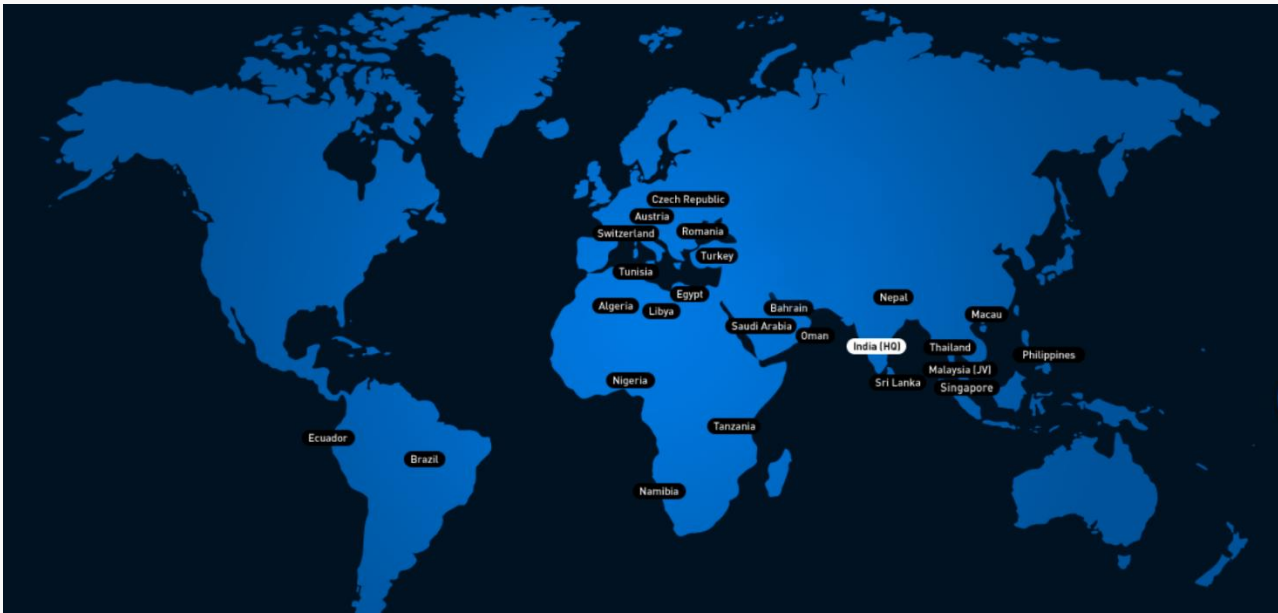 Czech Republic
Austria
Switzerland
Romania
Turkey
Tunisia
Egypt
Algeria
Libya
Bahrain
Nepal
Saudi Arabia
Oman
Macau
India (HQ)
Thailand
Philippines
Malaysia (JV)
Sri Lanka
Singapore
Nigeria
Tanzania
Ecuador
Brazil
Namibia